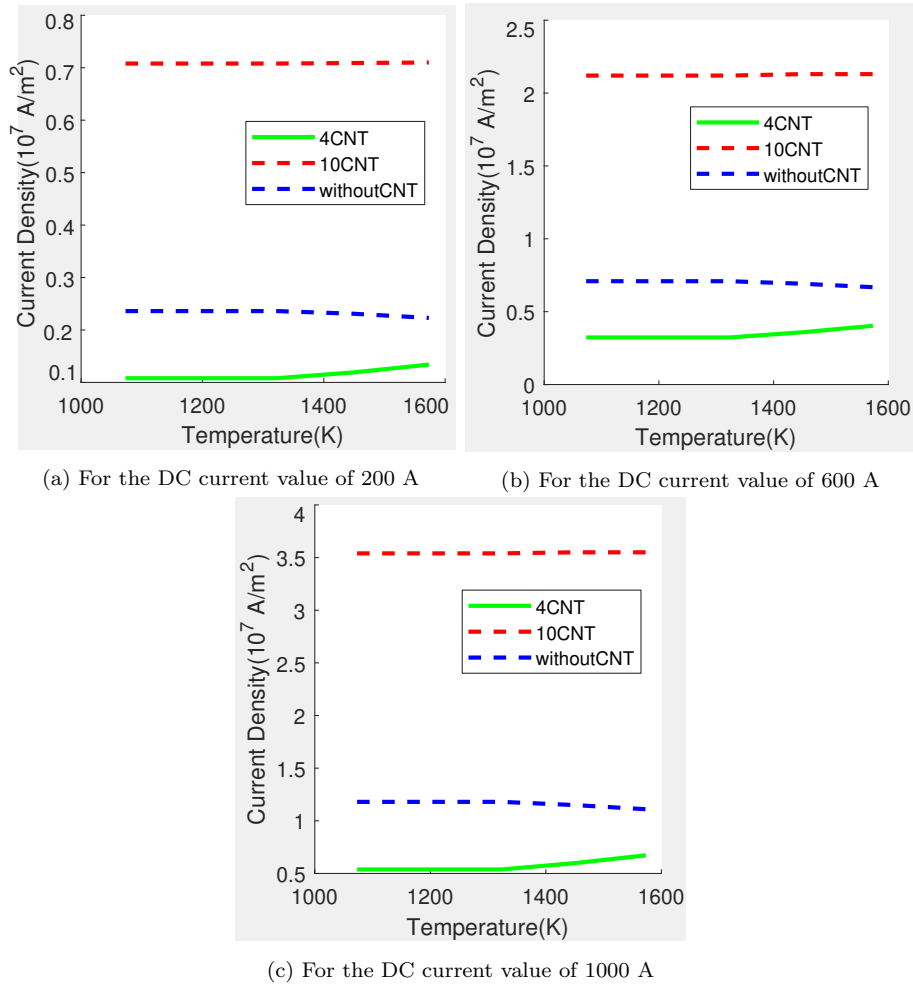 0.8
0.7
0.6
0.5
0.4
0.3
0.2
0.1
Current Density(10^7 A/m^2)
4CNT
10CNT
withoutCNT
1000 1200 1400 1600
Temperature(K)
(a) For the DC current value of 200 A
2.5
2
1.5
1
0.5
0
Current Density(10^7 A/m^2)
4CNT
10CNT
withoutCNT
1000 1200 1400 1600
Temperature(K)
(b) For the DC current value of 600 A
4
3.5
3
2.5
2
1.5
1
0.5
Current Density(10^7 A/m^2)
4CNT
10CNT
withoutCNT
1000 1200 1400 1600
Temperature(K)
(c) For the DC current value of 1000 A